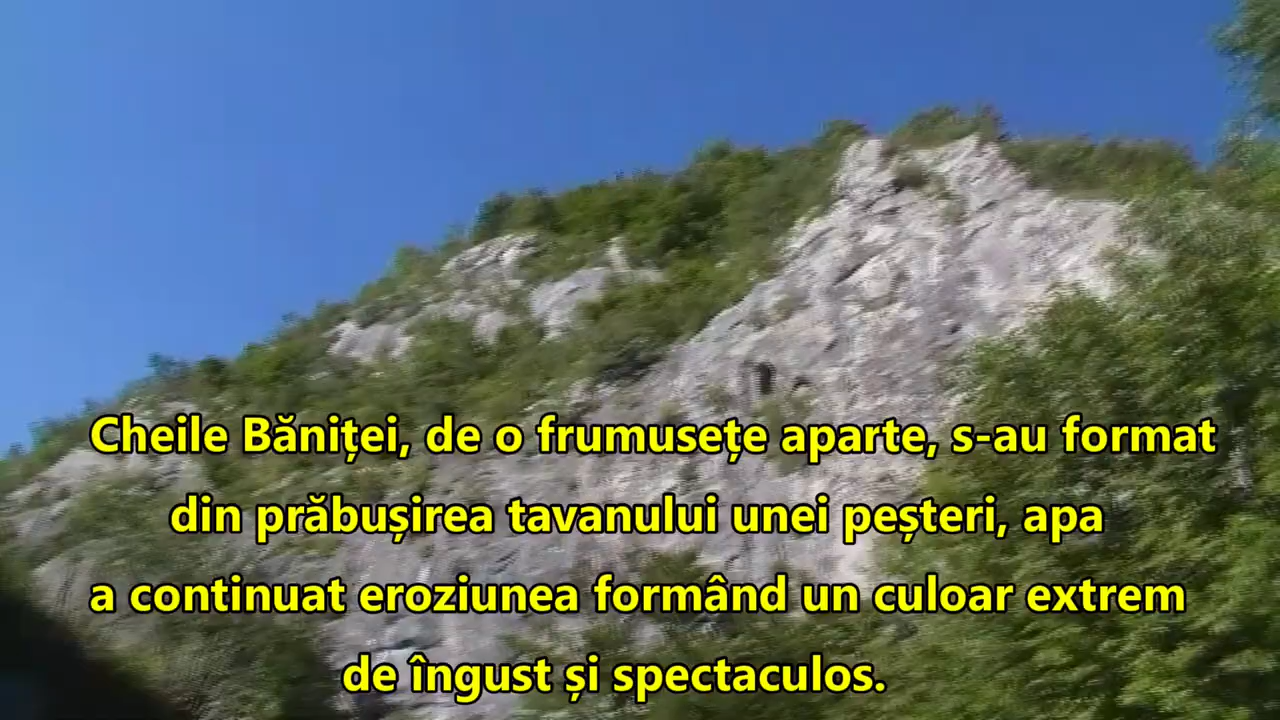 Cheile Băniței, de o frumusețe aparte, s-au format
din prăbușirea tavanului unei peșteri, apa
a continuat eroziunea formând un culoar extrem
de îngust și spectaculos.